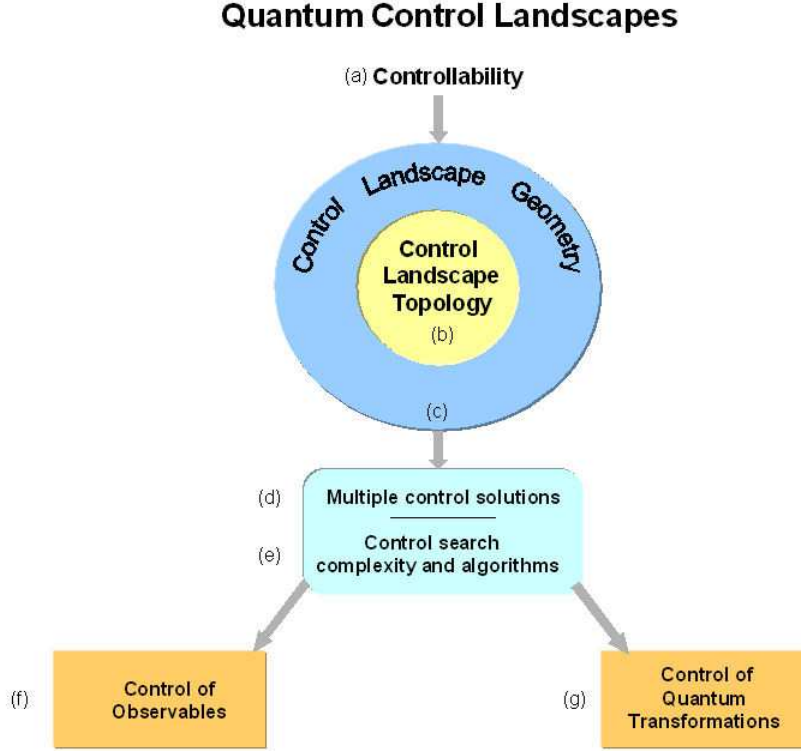 Quantum Control Landscapes
(a) Controllability
Control Landscape Geometry
Control
Landscape
Topology
(b)
(c)
(d) Multiple control solutions
(e) Control search
complexity and algorithms
(f) Control of
Observables
(g) Control of
Quantum
Transformations